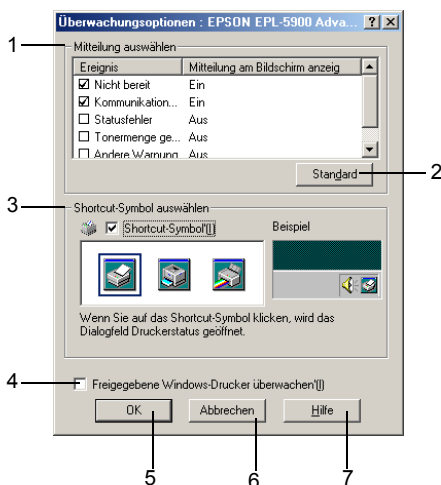 Überwachungsoptionen : EPSON EPL-5900 Adva...
1
Mitteilung auswählen
Ereignis Mitteilung am Bildschirm anzeig
Nicht bereit Ein
Kommunikation... Ein
Statusfehler Aus
Tonermenge ge... Aus
Andere Warnung Aus
Standard
2
3
Shortcut-Symbol auswählen
Shortcut-Symbol'(I)
Beispiel
Wenn Sie auf das Shortcut-Symbol klicken, wird das
Dialogfeld Druckerstatus geöffnet.
4
Freigegebene Windows-Drucker überwachen'(I)
OK Abbrechen Hilfe
5 6 7